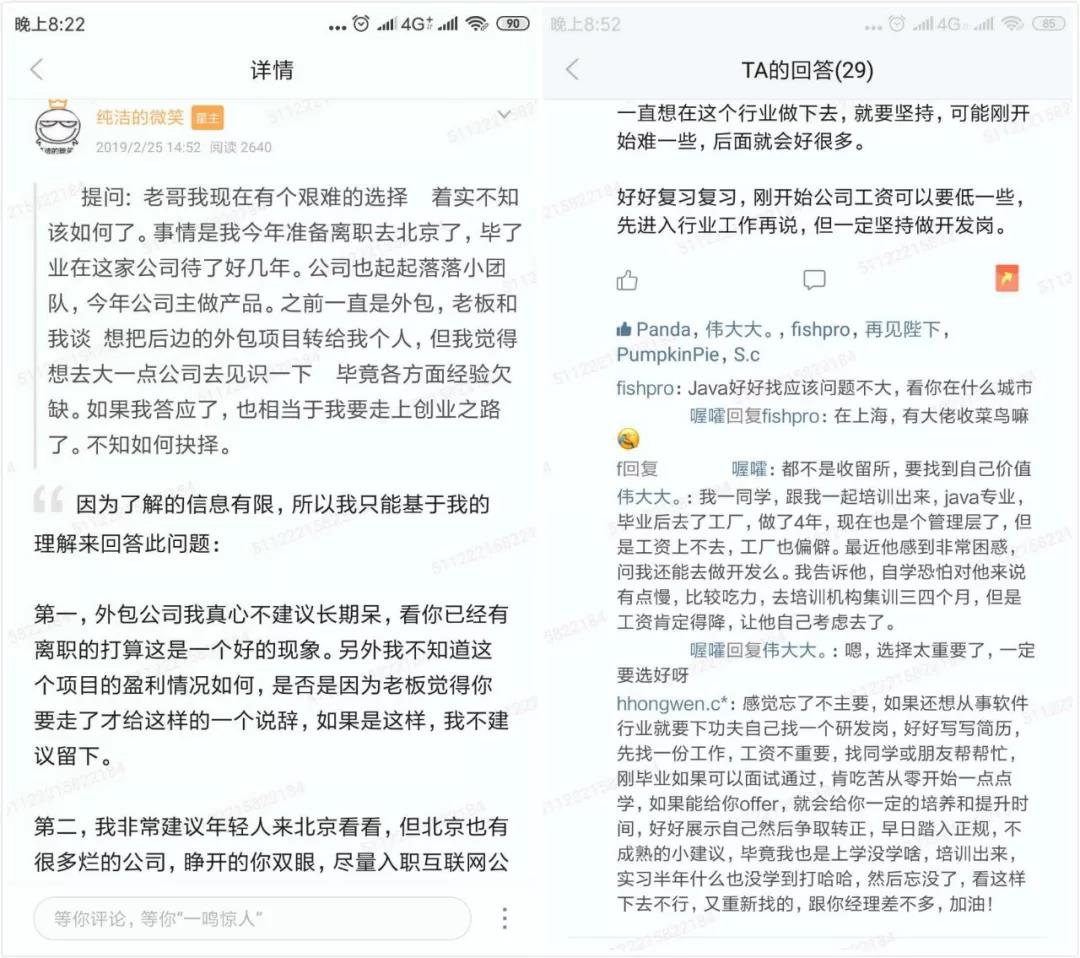 晚上8:22
4G+
90
详情
纯洁的微笑 星主
2019/2/25 14:52 阅读 2640
提问：老哥我现在有个艰难的选择 着实不知
该如何了。事情是我今年准备离职去北京了，毕了
业在这家公司待了好几年。公司也起起落落小团
队，今年公司主做产品。之前一直是外包，老板和
我谈 想把后边的外包项目转给我个人，但我觉得
想去大一点公司去见识一下 毕竟各方面经验欠
缺。如果我答应了，也相当于我要走上创业之路
了。不知如何抉择。
因为了解的信息有限，所以我只能基于我的
理解来回答此问题：
第一，外包公司我真心不建议长期呆，看你已经有
离职的打算这是一个好的现象。另外我不知道这
个项目的盈利情况如何，是否是因为老板觉得你
要走了才给这样的一个说辞，如果是这样，我不建
议留下。
第二，我非常建议年轻人来北京看看，但北京也有
很多烂的公司，睁开的你双眼，尽量入职互联网公
等你评论，等你“一鸣惊人”
晚上8:52
4G
85
TA的回答(29)
一直想在这个行业做下去，就要坚持，可能刚开
始难一些，后面就会好很多。
好好复习复习，刚开始公司工资可以要低一些，
先进入行业工作再说，但一定坚持做开发岗。
Panda，伟大大。，fishpro，再见陛下，
PumpkinPie，S.c
fishpro：Java好好找应该问题不大，看你在什么城市
喔嚯回复fishpro：在上海，有大佬收菜鸟嘛
f回复 喔嚯：都不是收留所，要找到自己价值
伟大大。：我一同学，跟我一起培训出来，java专业，
毕业后去了工厂，做了4年，现在也是个管理层了，但
是工资上不去，工厂也偏僻。最近他感到非常困惑，
问我还能去做开发么。我告诉他，自学恐怕对他来说
有点慢，比较吃力，去培训机构集训三四个月，但是
工资肯定得降，让他自己考虑去了。
喔嚯回复伟大大。：嗯，选择太重要了，一定
要选好呀
hhongwen.c*：感觉忘了不主要，如果还想从事软件
行业就要下功夫自己找一个研发岗，好好写写简历，
先找一份工作，工资不重要，找同学或朋友帮帮忙，
刚毕业如果可以面试通过，肯吃苦从零开始一点点
学，如果能给你offer，就会给你一定的培养和提升时
间，好好展示自己然后争取转正，早日踏入正规，不
成熟的小建议，毕竟我也是上学没学啥，培训出来，
实习半年什么也没学到打哈哈，然后忘没了，看这样
下去不行，又重新找的，跟你经理差不多，加油！